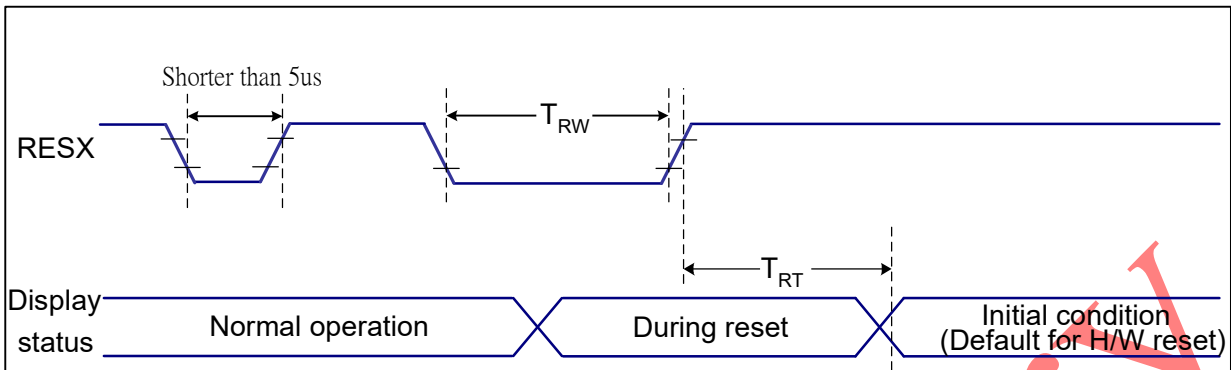 Shorter than 5us
RESX
TRW
TRT
Display
status
Normal operation
During reset
Initial condition
(Default for H/W reset)